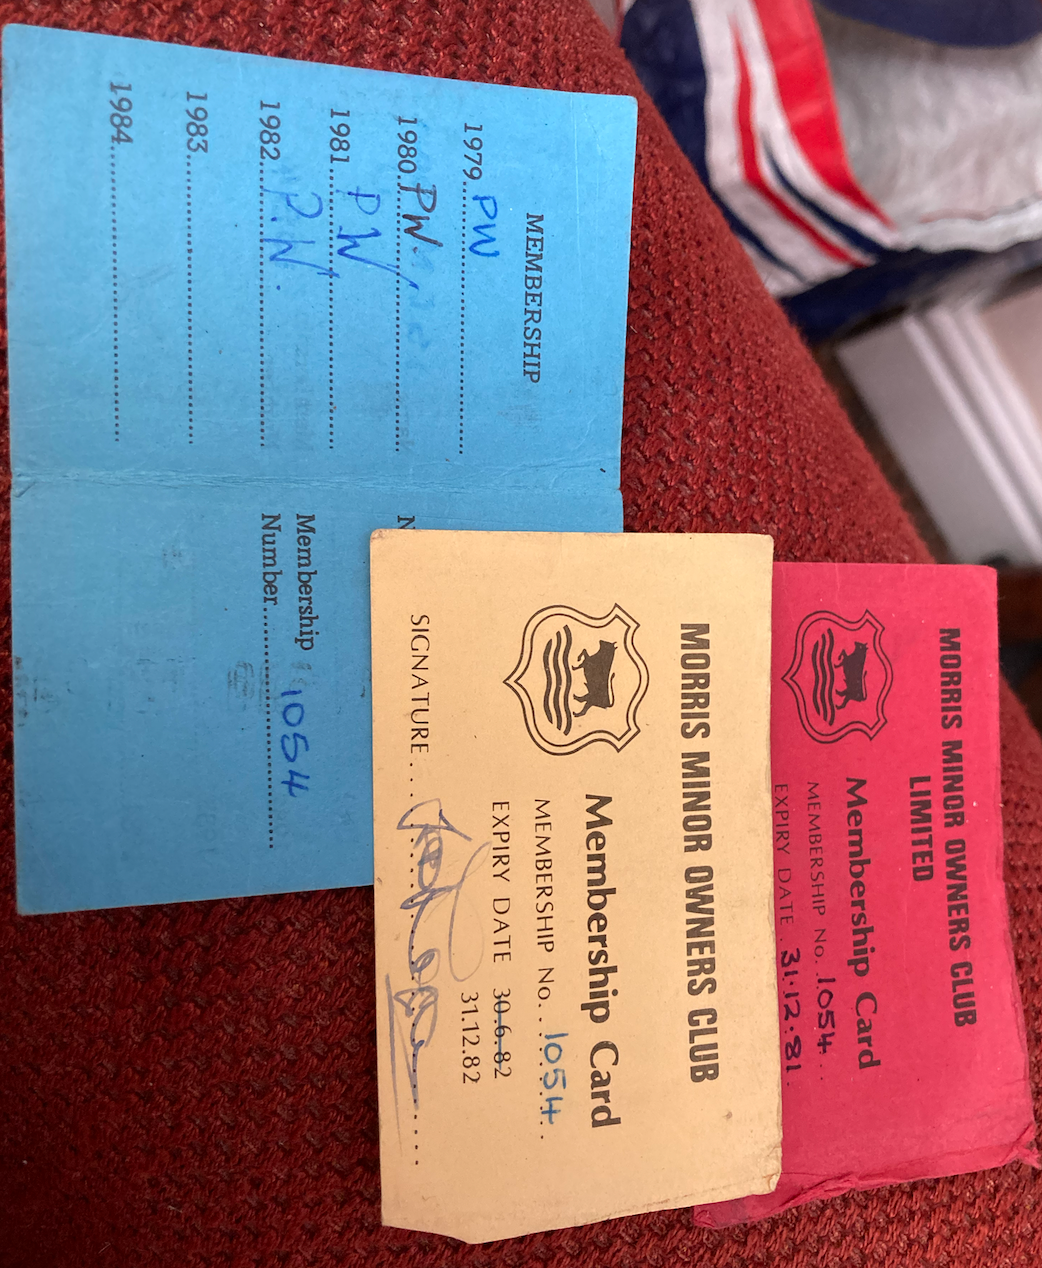 MEMBERSHIP
1979 PW
1980 PW.
1981 P.W
1982 P.W.
1983
1984
Membership
Number 1054
MORRIS MINOR OWNERS CLUB
Membership Card
MEMBERSHIP No. 1054.
EXPIRY DATE 30.6.82
31.12.82
SIGNATURE
MORRIS MINOR OWNERS CLUB
LIMITED
Membership Card
MEMBERSHIP No. 1054.
EXPIRY DATE 31.12.81.